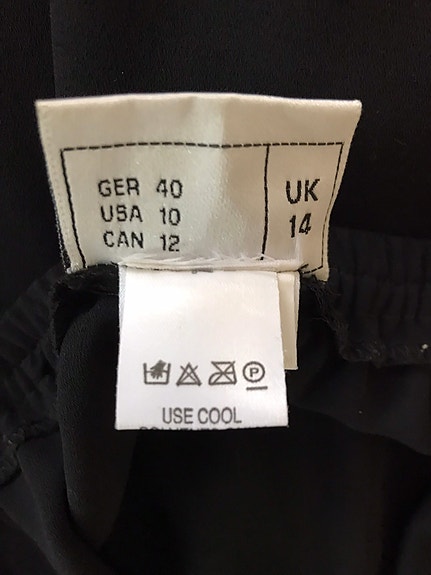 GER 40
USA 10
CAN 12
UK
14
P
USE COOL